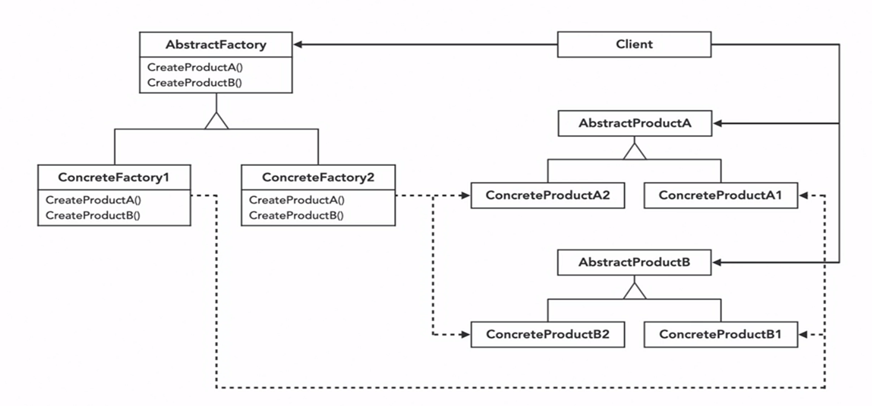 AbstractFactory
CreateProductA()
CreateProductB()
Client
AbstractProductA
ConcreteFactory1
CreateProductA()
CreateProductB()
ConcreteFactory2
CreateProductA()
CreateProductB()
ConcreteProductA2
ConcreteProductA1
AbstractProductB
ConcreteProductB2
ConcreteProductB1